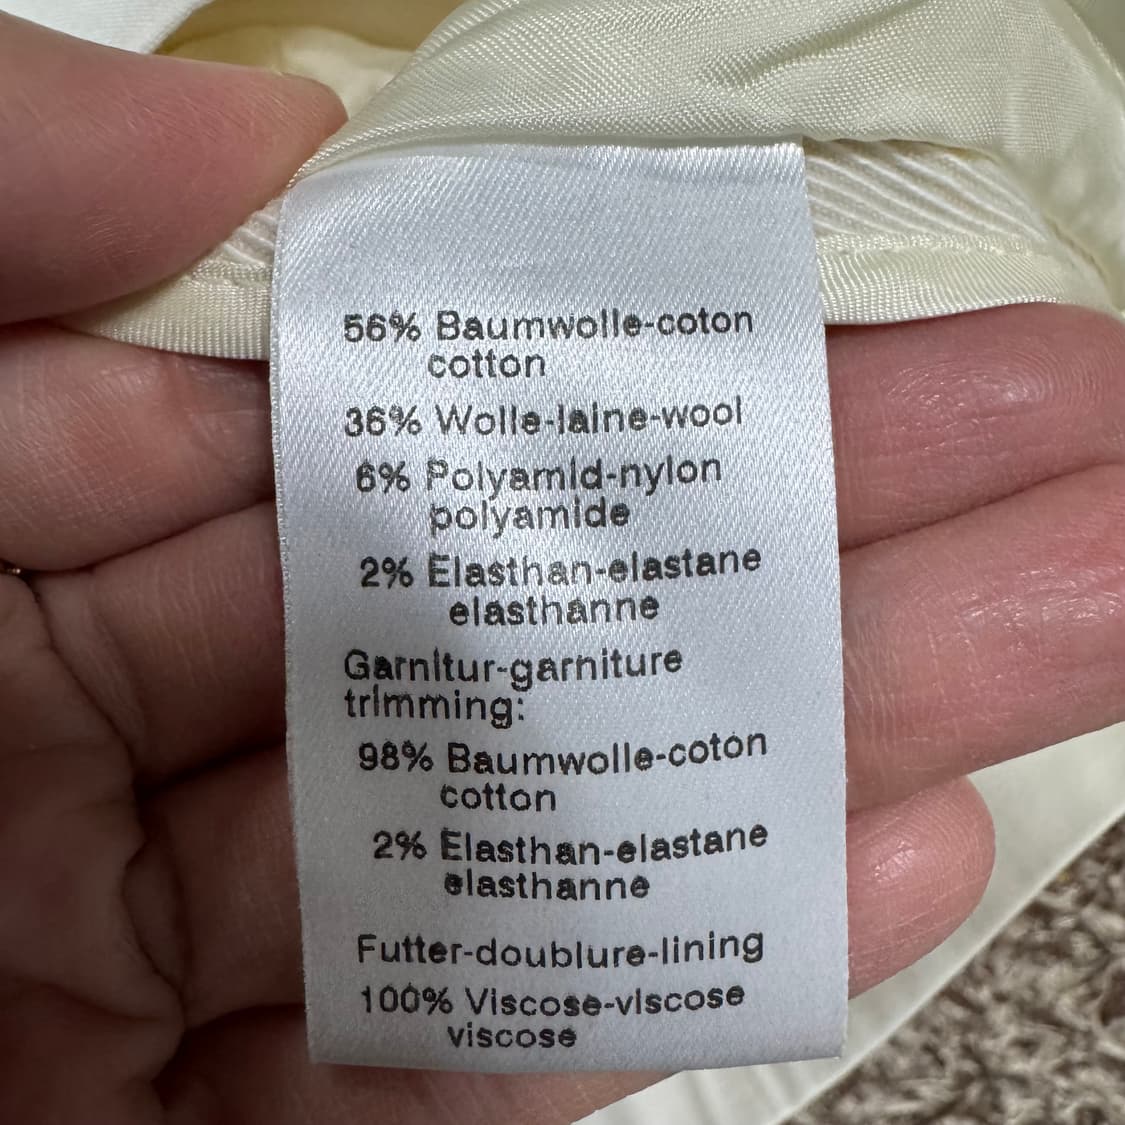 56% Baumwolle-coton
cotton
36% Wolle-laine-wool
6% Polyamid-nylon
polyamide
2% Elasthan-elastane
elasthanne
Garnitur-garniture
trimming:
98% Baumwolle-coton
cotton
2% Elasthan-elastane
elasthanne
Futter-doublure-lining
100% Viscose-viscose
viscose